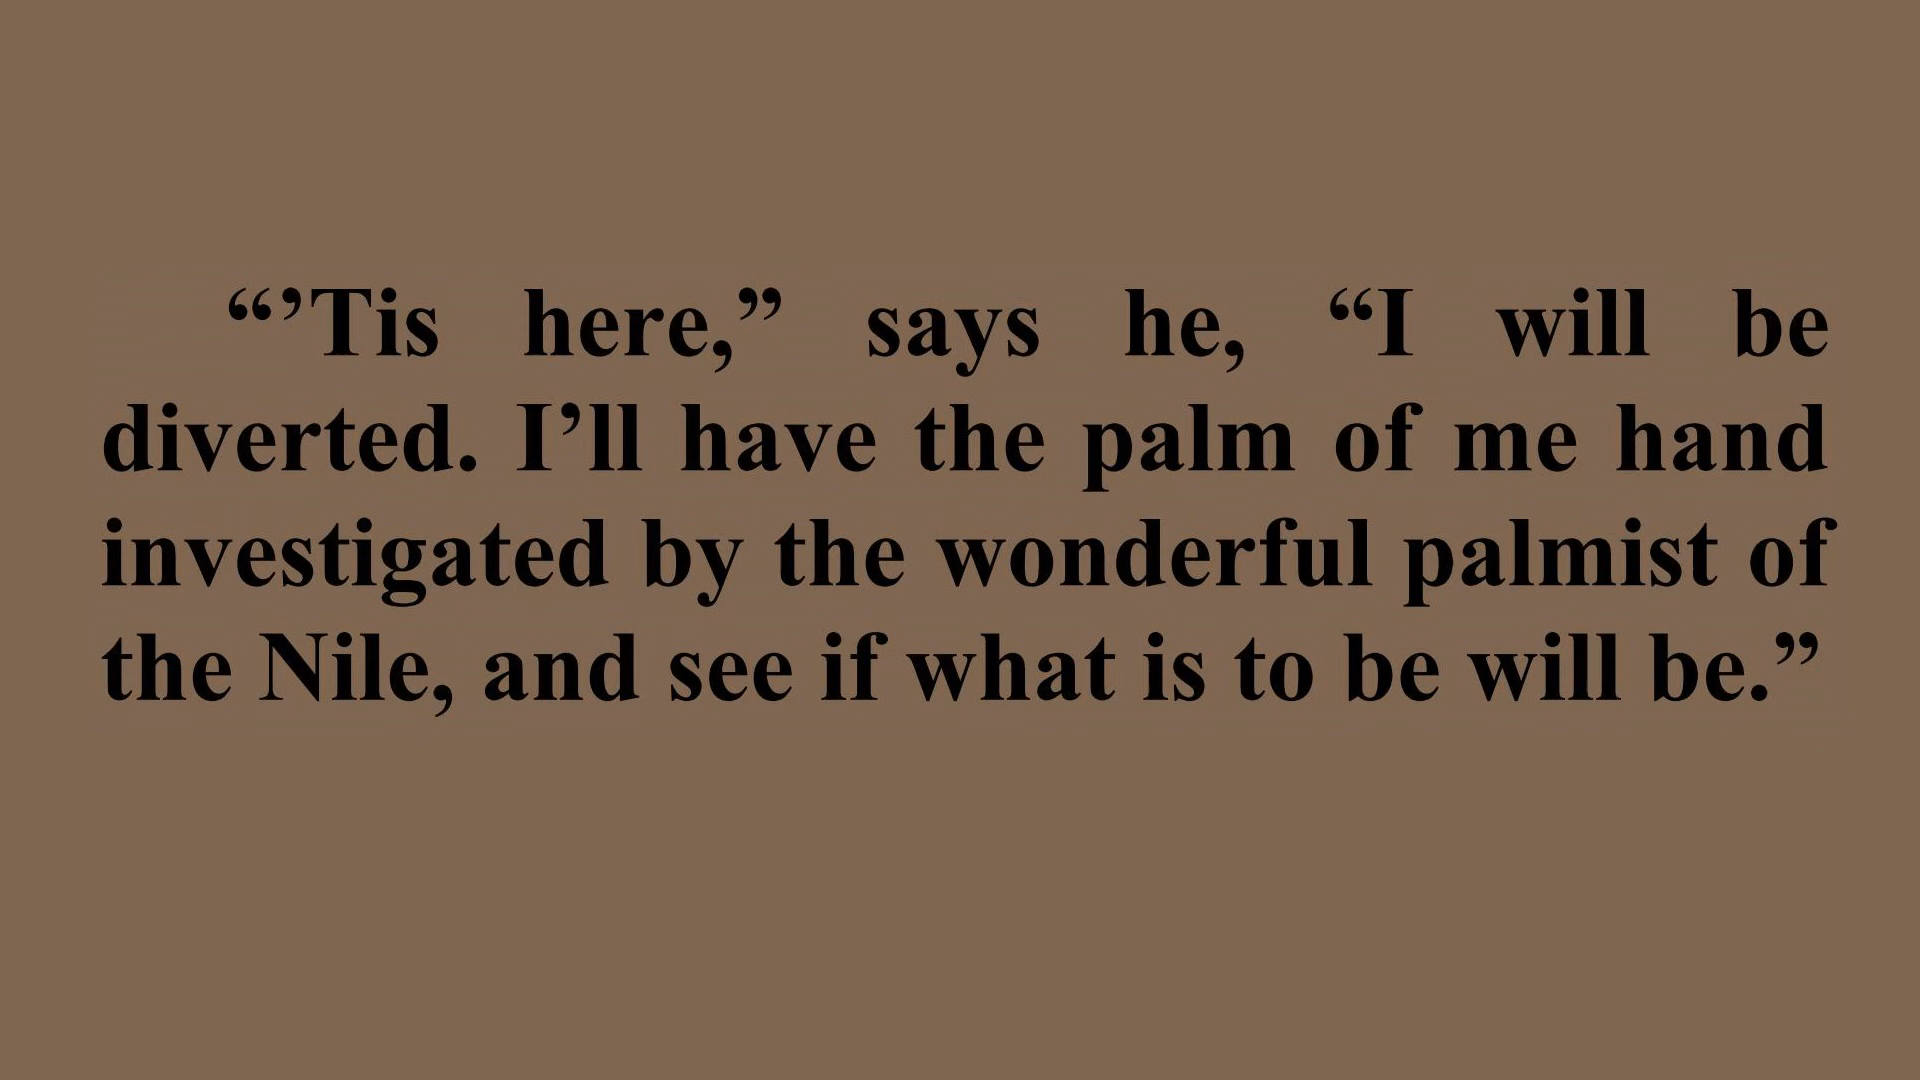 “’Tis here,” says he, “I will be
diverted. I’ll have the palm of me hand
investigated by the wonderful palmist of
the Nile, and see if what is to be will be.”